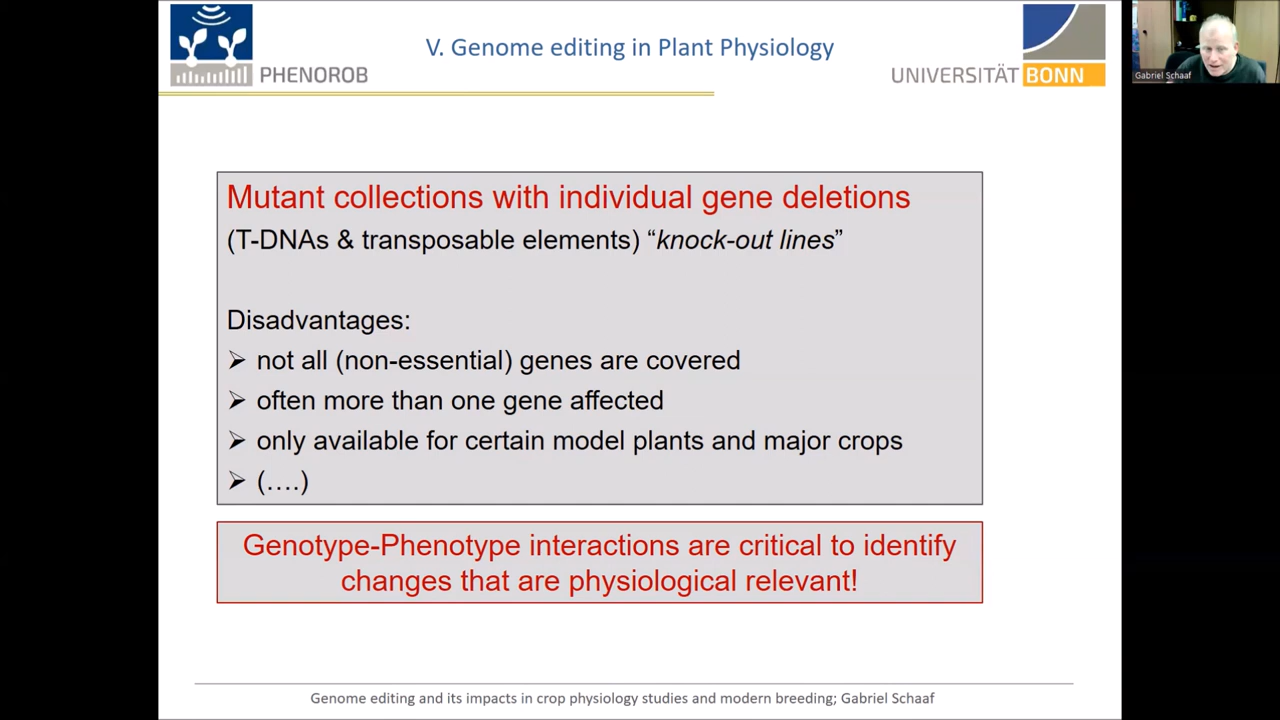 V. Genome editing in Plant Physiology
PHENOROB
UNIVERSITÄT BONN
Gabriel Schaaf
Mutant collections with individual gene deletions
(T-DNAs & transposable elements) “knock-out lines”
Disadvantages:
➢ not all (non-essential) genes are covered
➢ often more than one gene affected
➢ only available for certain model plants and major crops
➢ (….)
Genotype-Phenotype interactions are critical to identify
changes that are physiological relevant!
Genome editing and its impacts in crop physiology studies and modern breeding; Gabriel Schaaf